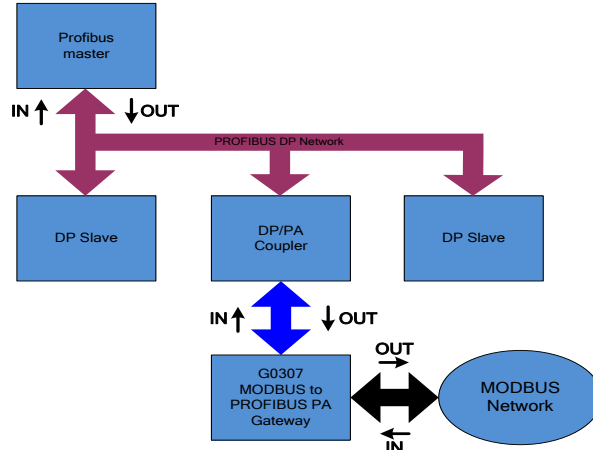 Profibus
master
IN
OUT
PROFIBUS DP Network
DP Slave
DP/PA
Coupler
DP Slave
IN
OUT
G0307
MODBUS to
PROFIBUS PA
Gateway
OUT
IN
MODBUS
Network